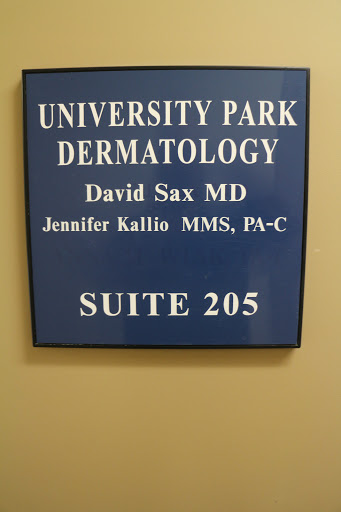 UNIVERSITY PARK
DERMATOLOGY
David Sax MD
Jennifer Kallio MMS, PA-C
SUITE 205